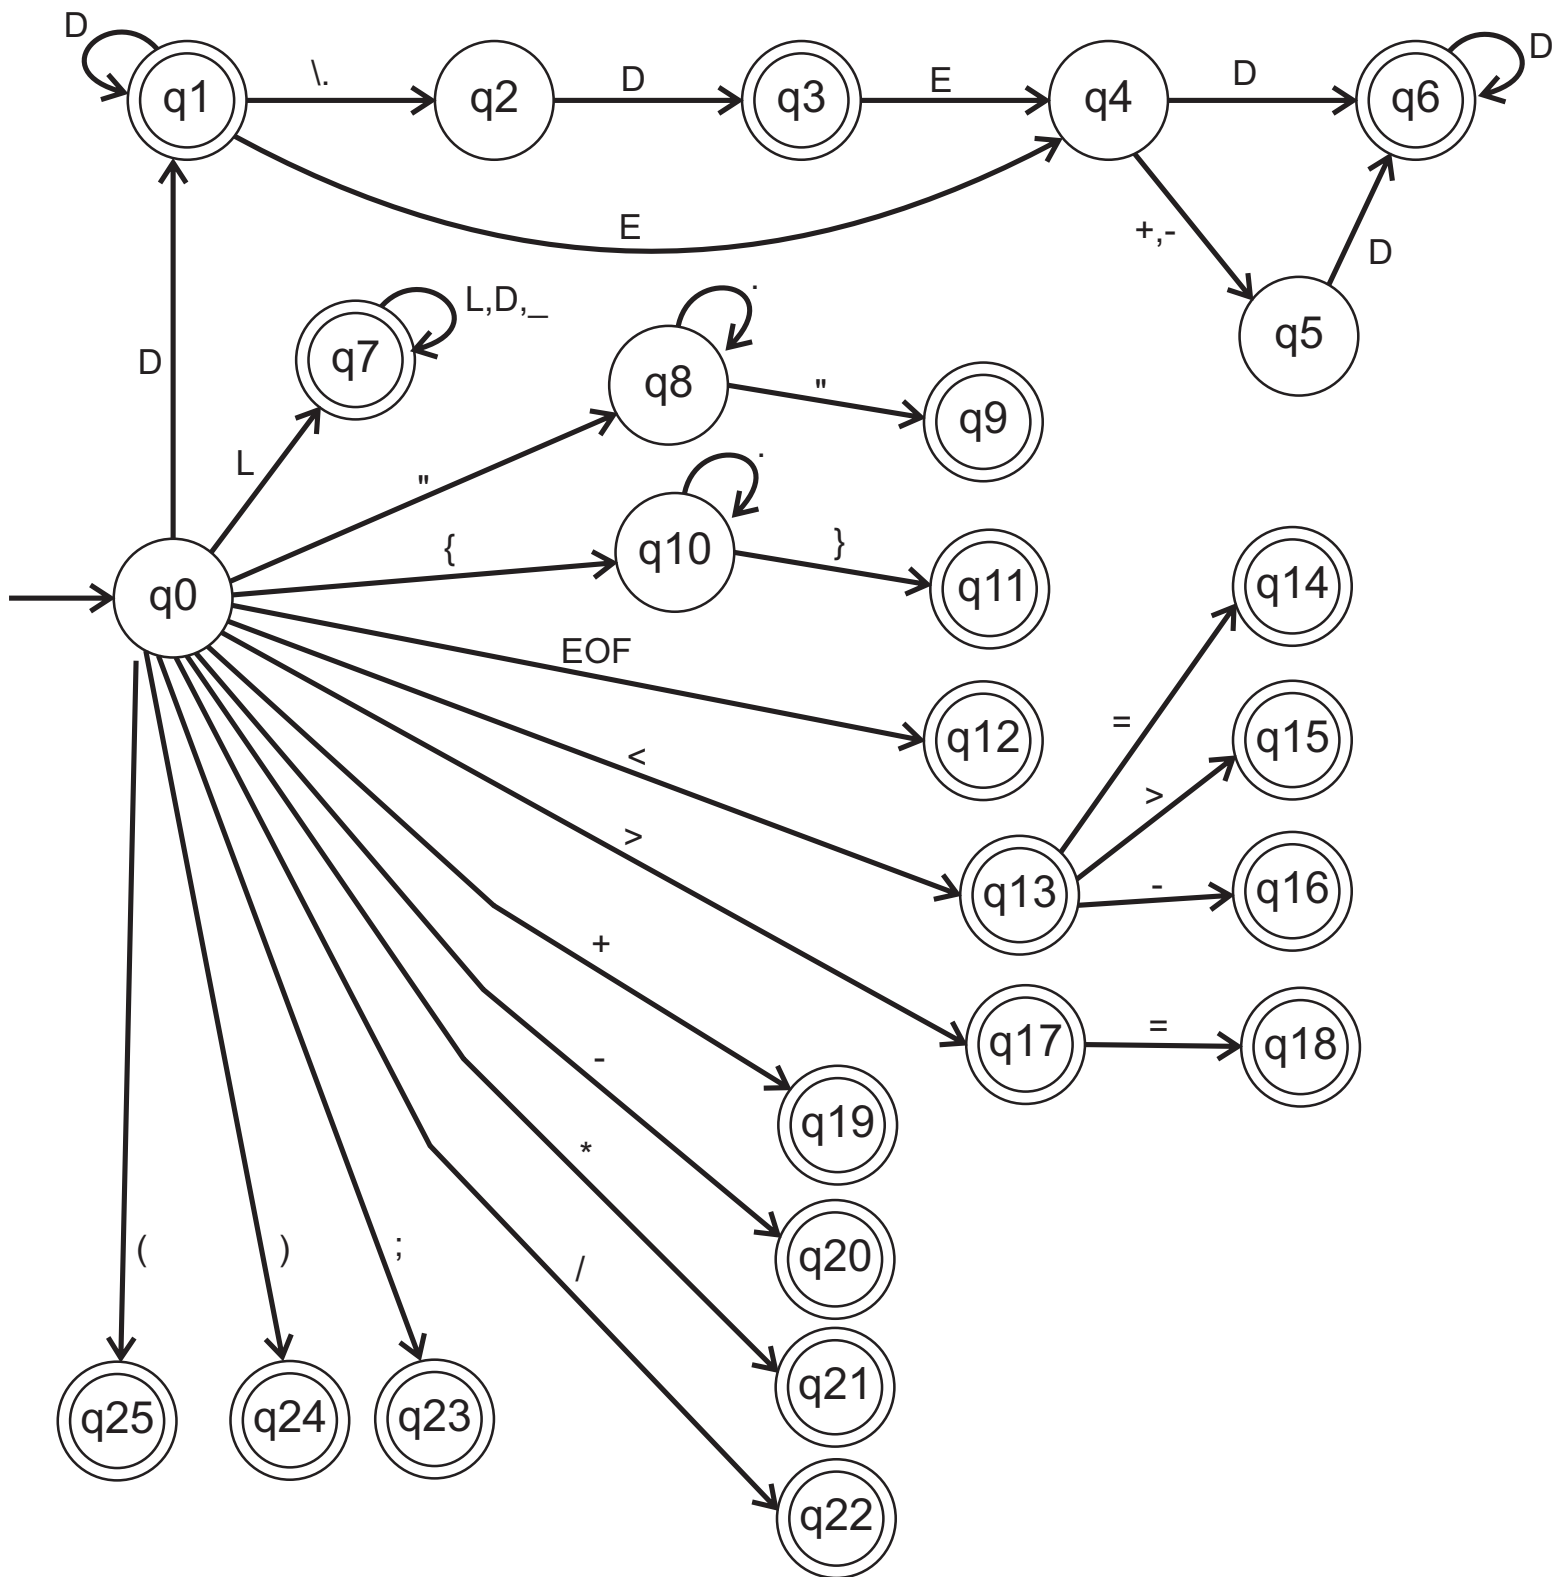 D
D
q1
\.
q2
D
q3
E
q4
D
q6
E
+,-
D
q5
L,D,_
q7
.
q8
"
q9
D
L
"
.
{
q10
}
q11
q14
q0
EOF
=
q12
q15
<
>
>
q13
-
q16
+
=
q17
q18
-
q19
*
(
)
;
/
q20
q21
q25
q24
q23
q22